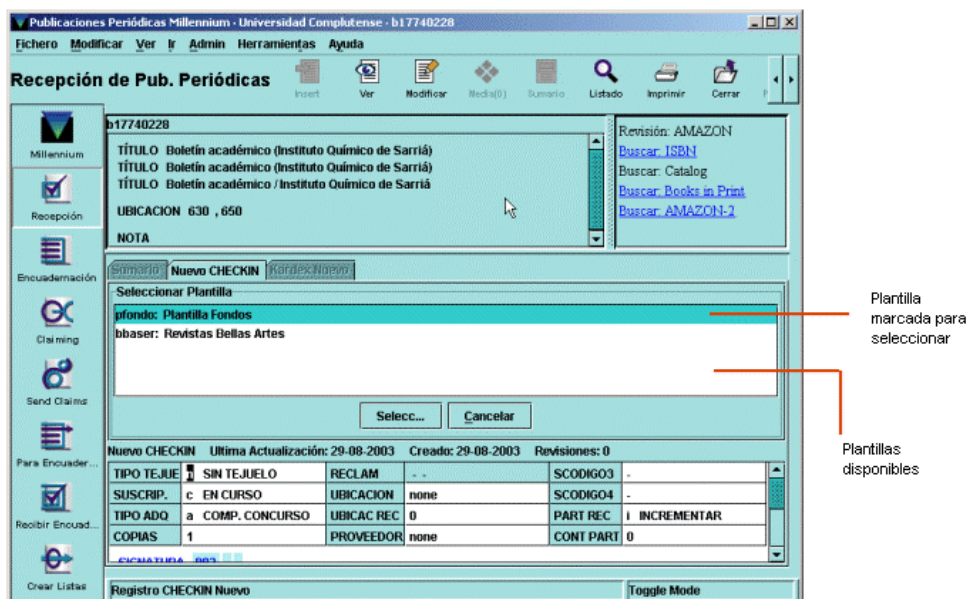 Publicaciones Periódicas Millennium · Universidad Complutense · b17740228
Fichero Modificar Ver Ir Admin Herramientas Ayuda
Recepción de Pub. Periódicas
Insert
Ver
Modificar
Media(0)
Sumario
Listado
Imprimir
Cerrar
Millennium
Recepción
Encuadernación
Claiming
Send Claims
Para Encuader...
Recibir Encuad...
Crear Listas
b17740228
TÍTULO Boletín académico (Instituto Químico de Sarriá)
TÍTULO Boletín académico (Instituto Químico de Sarriá)
TÍTULO Boletín académico / Instituto Químico de Sarriá
UBICACION 630 , 650
NOTA
Revisión: AMAZON
Buscar: ISBN
Buscar: Catalog
Buscar: Books in Print
Buscar: AMAZON-2
Sumario Nuevo CHECKIN Kardex Nuevo
Seleccionar Plantilla
pfondo: Plantilla Fondos
bbaser: Revistas Bellas Artes
Selecc... Cancelar
Nuevo CHECKIN Ultima Actualización: 29-08-2003 Creado: 29-08-2003 Revisiones: 0
TIPO TEJUE SIN TEJUELO RECLAM - - SCODIGO3 -
SUSCRIP. c EN CURSO UBICACION none SCODIGO4 -
TIPO ADQ a COMP. CONCURSO UBICAC REC 0 PART REC i INCREMENTAR
COPIAS 1 PROVEEDOR none CONT PART 0
SIGNATURA
Registro CHECKIN Nuevo
Toggle Mode
Plantilla
marcada para
seleccionar
Plantillas
disponibles